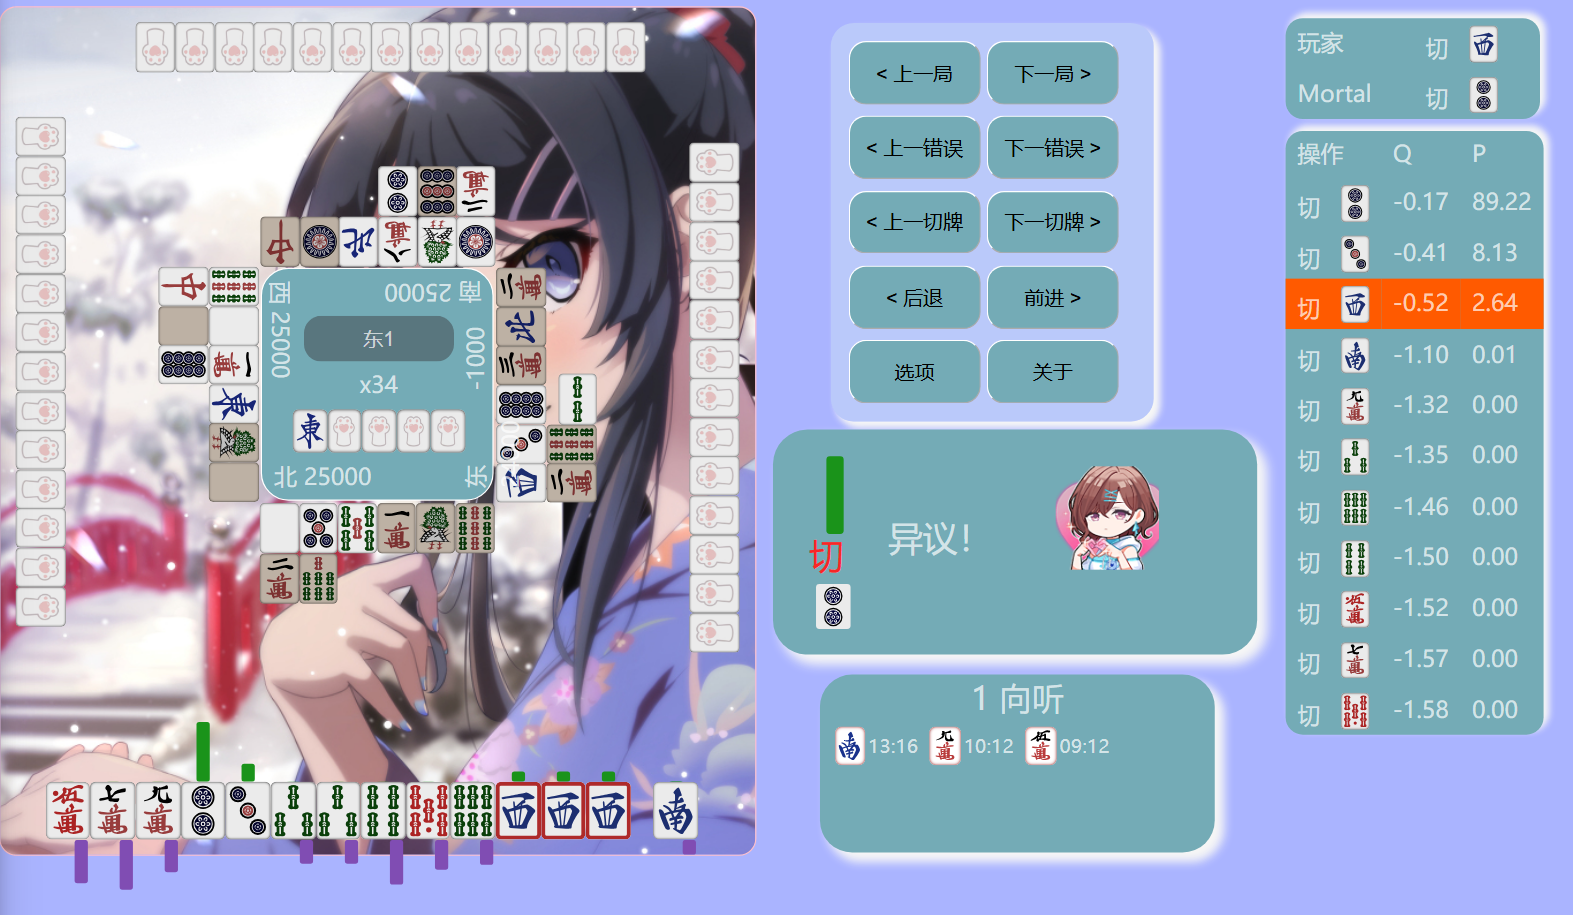 < 上一局
下一局 >
< 上一错误
下一错误 >
< 上一切牌
下一切牌 >
< 后退
前进 >
选项
关于
玩家 切
Mortal 切
操作 Q P
切 -0.17 89.22
切 -0.41 8.13
切 -0.52 2.64
切 -1.10 0.01
切 -1.32 0.00
切 -1.35 0.00
切 -1.46 0.00
切 -1.50 0.00
切 -1.52 0.00
切 -1.57 0.00
切 -1.58 0.00
南 25000
西 25000
东1
x34
-1000
东
北 25000
切
异议!
1 向听
13:16 10:12 09:12